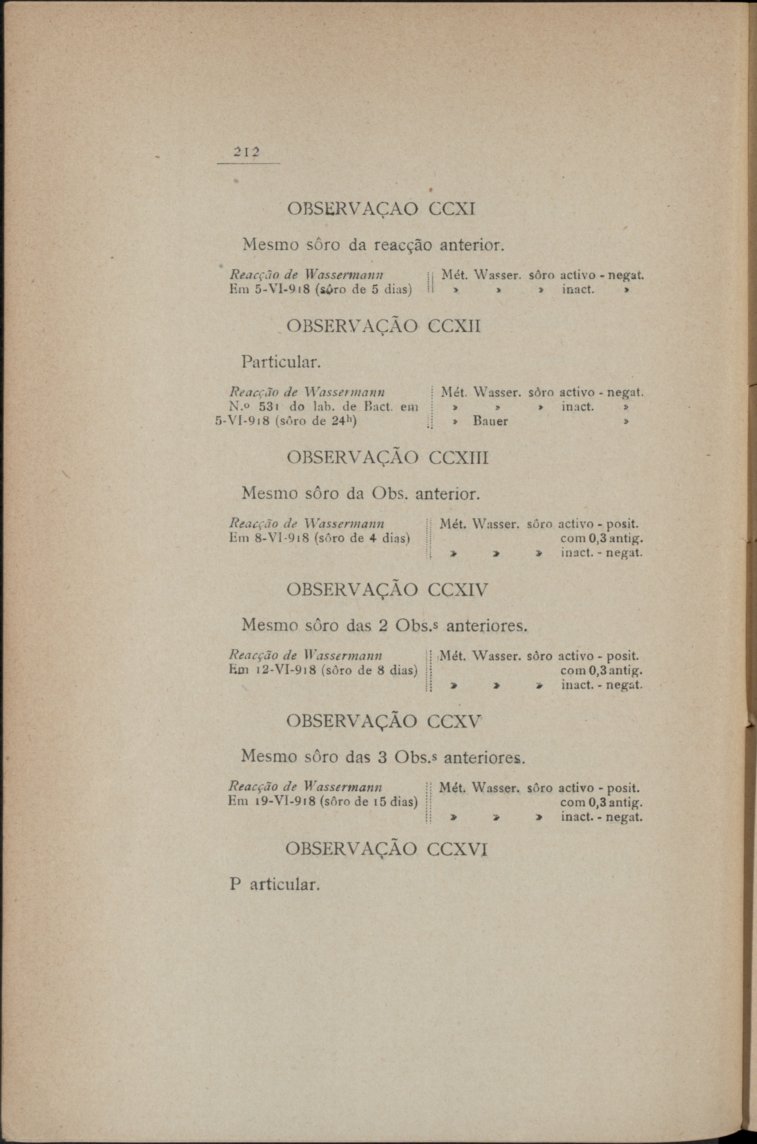 212
OBSERVAÇAO CCXI
Mesmo sôro da reacção anterior.
Reacção de Wassermann
Em 5-VI-918 (sôro de 5 dias)
Mét. Wasser. sôro activo - negat.
» » » inact. »
OBSERVAÇÃO CCXII
Particular.
Reacção de Wassermann
N.º 531 do lab. de Bact. em
5-VI-918 (sôro de 24h)
Mét. Wasser. sôro activo - negat.
» » » inact. »
» Bauer »
OBSERVAÇÃO CCXIII
Mesmo sôro da Obs. anterior.
Reacção de Wassermann
Em 8-VI-918 (sôro de 4 dias)
Mét. Wasser. sôro activo - posit.
com 0,3 antig.
» » » inact. - negat.
OBSERVAÇÃO CCXIV
Mesmo sôro das 2 Obs.s anteriores.
Reacção de Wassermann
Em 12-VI-918 (sôro de 8 dias)
Mét. Wasser. sôro activo - posit.
com 0,3 antig.
» » » inact. - negat.
OBSERVAÇÃO CCXV
Mesmo sôro das 3 Obs.s anteriores.
Reacção de Wassermann
Em 19-VI-918 (sôro de 15 dias)
Mét. Wasser. sôro activo - posit.
com 0,3 antig.
» » » inact. - negat.
OBSERVAÇÃO CCXVI
P articular.